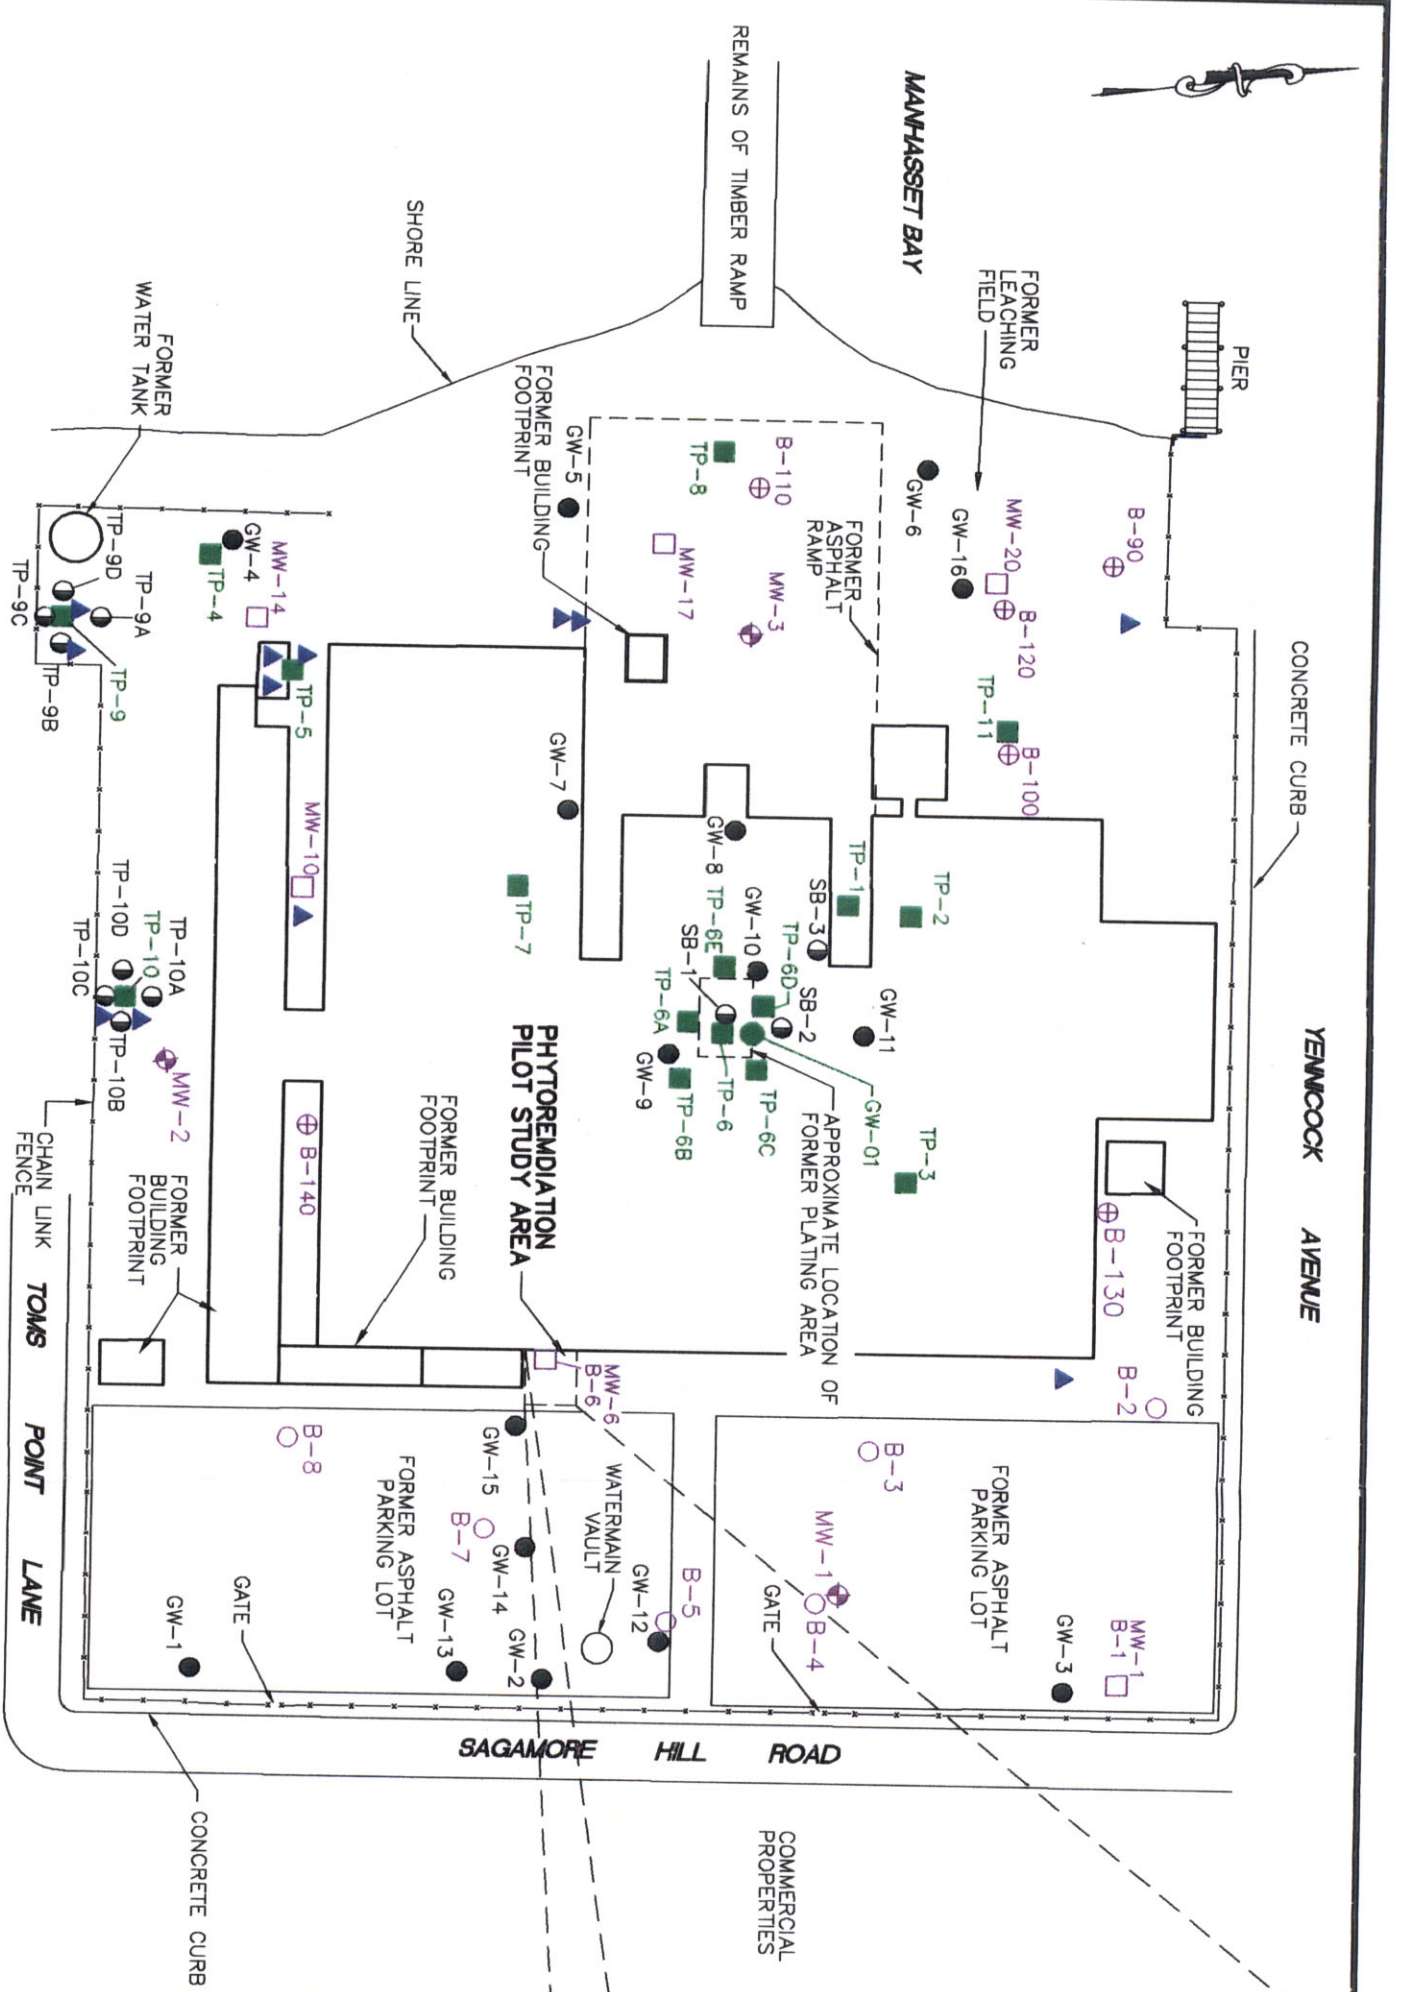 MANHASSET BAY
REMAINS OF TIMBER RAMP
SHORE LINE
FORMER
WATER TANK
PIER
FORMER
LEACHING
FIELD
CONCRETE CURB
YENNICOCK AVENUE
B-90
MW-20
B-120
GW-16
GW-6
TP-11
B-100
FORMER
ASPHALT
RAMP
B-110
TP-8
MW-3
MW-17
GW-5
FORMER BUILDING
FOOTPRINT
MW-14
GW-4
TP-4
TP-9D
TP-9A
TP-9C
TP-9B
TP-9
TP-5
GW-7
MW-10
TP-7
GW-8
TP-1
TP-2
SB-3
GW-10
TP-6D
TP-6E
SB-1
SB-2
GW-11
TP-6A
GW-9
TP-6B
TP-6
TP-6C
GW-01
TP-3
APPROXIMATE LOCATION OF
FORMER PLATING AREA
FORMER BUILDING
FOOTPRINT
B-130
B-2
TP-10D
TP-10
TP-10A
TP-10C
TP-10B
MW-2
CHAIN LINK
FENCE
FORMER
BUILDING
FOOTPRINT
B-140
FORMER BUILDING
FOOTPRINT
PHYTOREMDIATION
PILOT STUDY AREA
MW-6
B-6
B-8
GW-15
B-7
GW-14
WATERMAIN
VAULT
GW-12
B-5
FORMER ASPHALT
PARKING LOT
GW-13
GW-2
GW-1
GATE
B-3
FORMER ASPHALT
PARKING LOT
MW-1
B-4
GATE
GW-3
MW-1
B-1
TOMS POINT LANE
SAGAMORE HILL ROAD
CONCRETE CURB
COMMERCIAL
PROPERTIES